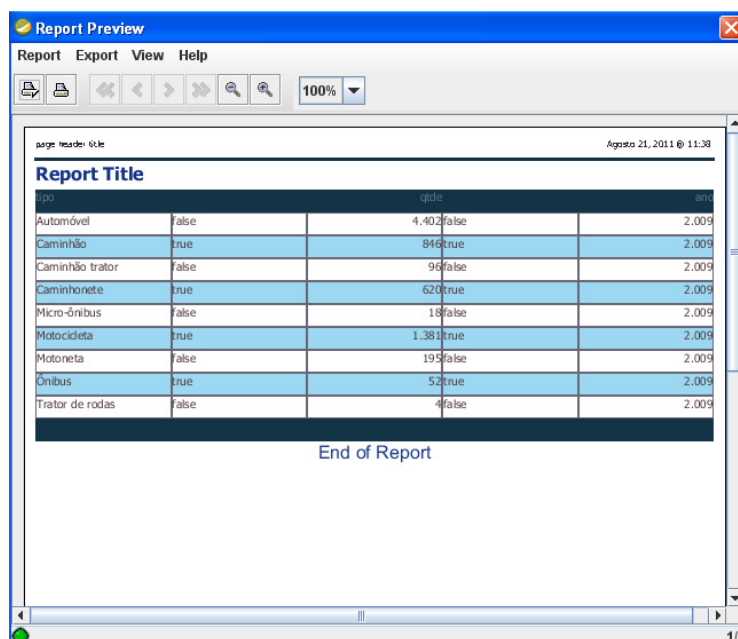 Report Preview
Report Export View Help
100%
page header title Agosto 21, 2011 @ 11:38
Report Title
tipo qtde ano
Automóvel false 4.402 false 2.009
Caminhão true 846 true 2.009
Caminhão trator false 96 false 2.009
Caminhonete true 620 true 2.009
Micro-ônibus false 18 false 2.009
Motocicleta true 1.381 true 2.009
Motoneta false 195 false 2.009
Ônibus true 52 true 2.009
Trator de rodas false 4 false 2.009
End of Report